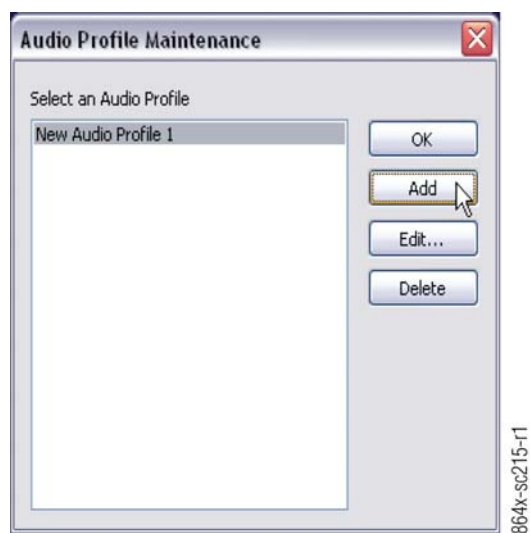 Audio Profile Maintenance
Select an Audio Profile
New Audio Profile 1
OK
Add
Edit...
Delete
864x-sc215-r1